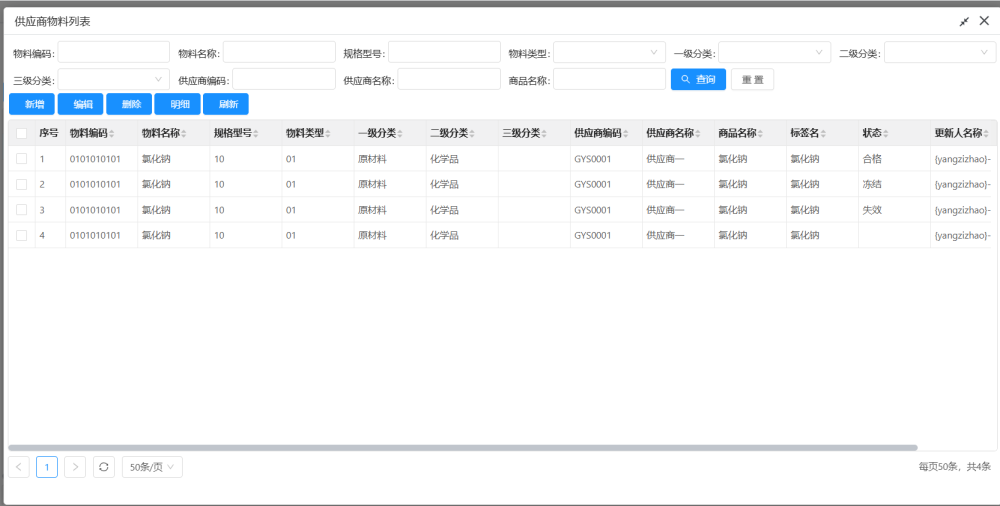 供应商物料列表
物料编码: 物料名称: 规格型号: 物料类型: 一级分类: 二级分类:
三级分类: 供应商编码: 供应商名称: 商品名称: 查询 重置
新增 编辑 删除 明细 刷新
序号 物料编码 物料名称 规格型号 物料类型 一级分类 二级分类 三级分类 供应商编码 供应商名称 商品名称 标签名 状态 更新人名称
1 0101010101 氯化钠 10 01 原材料 化学品 GYS0001 供应商一 氯化钠 氯化钠 合格 {yangzizhao}-
2 0101010101 氯化钠 10 01 原材料 化学品 GYS0001 供应商一 氯化钠 氯化钠 冻结 {yangzizhao}-
3 0101010101 氯化钠 10 01 原材料 化学品 GYS0001 供应商一 氯化钠 氯化钠 失效 {yangzizhao}-
4 0101010101 氯化钠 10 01 原材料 化学品 GYS0001 供应商一 氯化钠 氯化钠 {yangzizhao}-
1 50条/页 每页50条，共4条